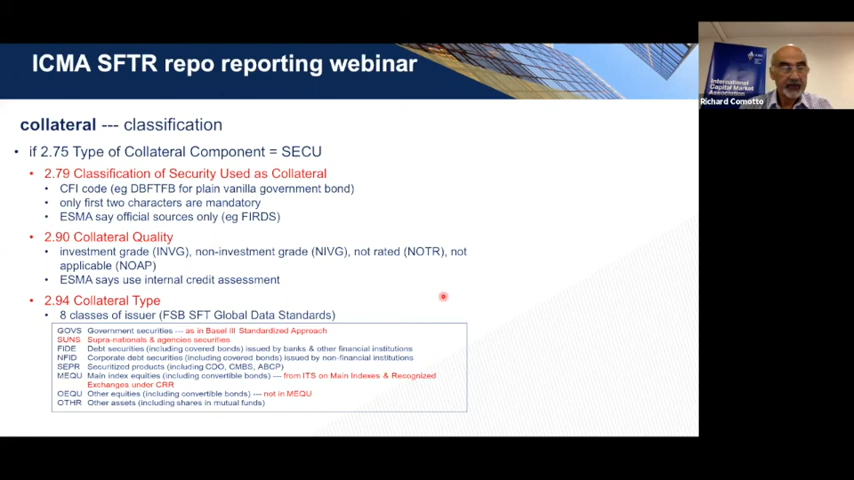 ICMA SFTR repo reporting webinar
collateral --- classification
• if 2.75 Type of Collateral Component = SECU
• 2.79 Classification of Security Used as Collateral
• CFI code (eg DBFTFB for plain vanilla government bond)
• only first two characters are mandatory
• ESMA say official sources only (eg FIRDS)
• 2.90 Collateral Quality
• investment grade (INVG), non-investment grade (NIVG), not rated (NOTR), not
applicable (NOAP)
• ESMA says use internal credit assessment
• 2.94 Collateral Type
• 8 classes of issuer (FSB SFT Global Data Standards)
GOVS Government securities --- as in Basel III Standardized Approach
SUNS Supra-nationals & agencies securities
FIDE Debt securities (including covered bonds) issued by banks & other financial institutions
NFID Corporate debt securities (including covered bonds) issued by non-financial institutions
SEPR Securitized products (including CDO, CMBS, ABCP)
MEQU Main index equities (including convertible bonds) --- from ITS on Main Indexes & Recognized
Exchanges under CRR
OEQU Other equities (including convertible bonds) --- not in MEQU
OTHR Other assets (including shares in mutual funds)
International
Capital Market
Association
Richard Comotto